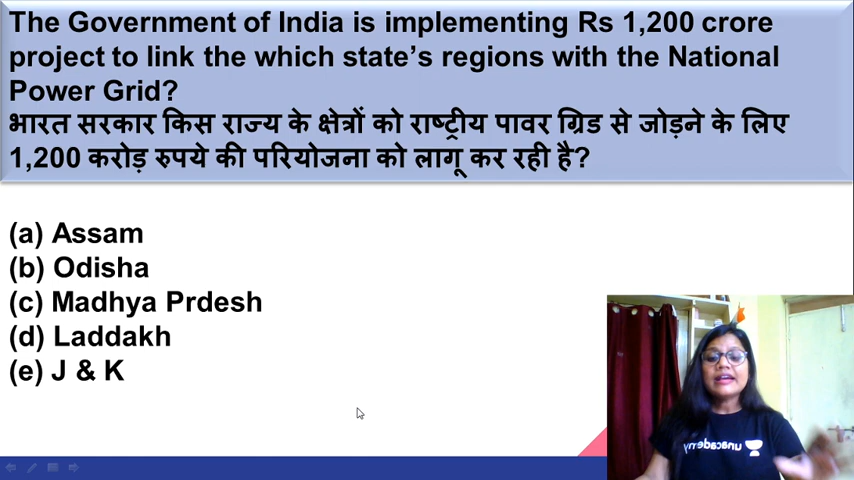 The Government of India is implementing Rs 1,200 crore
project to link the which state's regions with the National
Power Grid?
भारत सरकार किस राज्य के क्षेत्रों को राष्ट्रीय पावर ग्रिड से जोड़ने के लिए
1,200 करोड़ रुपये की परियोजना को लागू कर रही है?
(a) Assam
(b) Odisha
(c) Madhya Prdesh
(d) Laddakh
(e) J & K
unacademy